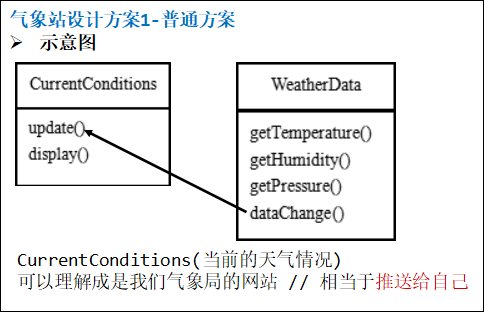 气象站设计方案1-普通方案
➢ 示意图
CurrentConditions
update()
display()
WeatherData
getTemperature()
getHumidity()
getPressure()
dataChange()
CurrentConditions(当前的天气情况)
可以理解成是我们气象局的网站 // 相当于推送给自己